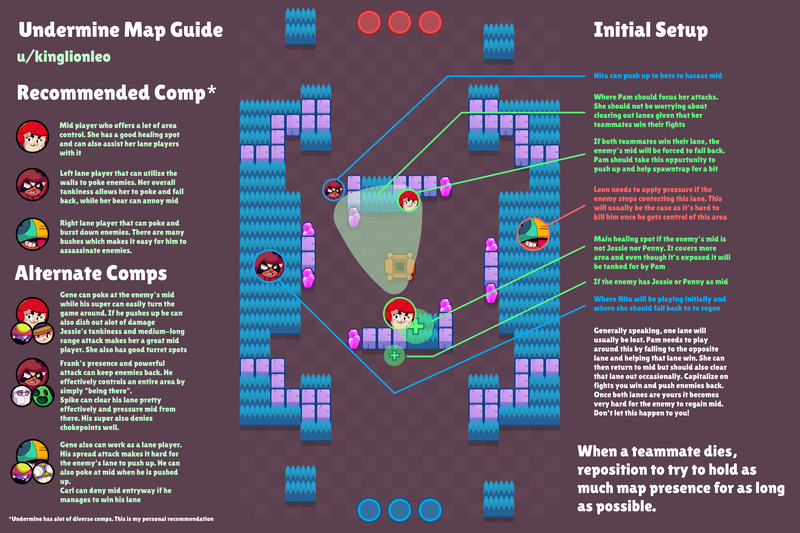 Undermine Map Guide
u/kinglionleo
Recommended Comp*
Mid player who offers a lot of area
control. She has a good healing spot
and can also assist her lane players
with it
Left lane player that can utilize the
walls to poke enemies. Her overall
tankiness allows her to poke and fall
back, while her bear can annoy mid
Right lane player that can poke and
burst down enemies. There are many
bushes which make it easy for him to
assassinate enemies.
Alternate Comps
Gene can poke at the enemy's mid
while his super can easily turn the
game around. If he pushes up he can
also dish out alot of damage
Jessie's tankiness and medium-long
range attack makes her a great mid
player. She also has good turret spots
Frank's presence and powerful
attack can keep enemies back. He
effectively controls an entire area by
simply "being there".
Spike can clear his lane pretty
effectively and pressure mid from
there. His super also denies
chokepoints well.
Gene also can work as a lane player.
His spread attack makes it hard for
the enemy's lane to push up. He can
also poke at mid when he is pushed
up.
Carl can deny mid entryway if he
manages to win his lane
*Undermine has alot of diverse comps. This is my personal recommendation
Initial Setup
Nita can push up to here to harass mid
Where Pam should focus her attacks.
She should not be worrying about
clearing out lanes given that her
teammates win their fights
If both teammates win their lane, the
enemy's mid will be forced to fall back.
Pam should take this oppurtunity to
push up and help spawntrap for a bit
Leon needs to apply pressure if the
enemy stops contesting this lane. This
will usually be the case as it's hard to
kill him once he gets control of this area
Main healing spot if the enemy's mid is
not Jessie nor Penny. It covers more
area and even though it's exposed it will
be tanked for by Pam
If the enemy has Jessie or Penny as mid
Where Nita will be playing initially and
where she should fall back to to regen
Generally speaking, one lane will
usually be lost. Pam needs to play
around this by falling to the opposite
lane and helping that lane win. She can
then return to mid but should also clear
that lane out occasionally. Capitalize on
fights you win and push enemies back.
Once both lanes are yours it becomes
very hard for the enemy to regain mid.
Don't let this happen to you!
When a teammate dies,
reposition to try to hold as
much map presence for as long
as possible.